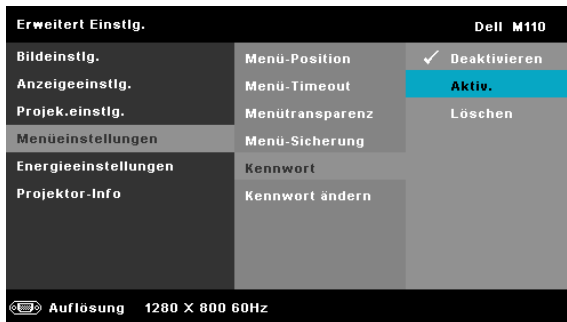 Erweitert Einstlg. Dell M110
Bildeinstlg.
Anzeigeeinstlg.
Projek.einstlg.
Menüeinstellungen
Energieeinstellungen
Projektor-Info
Menü-Position
Menü-Timeout
Menütransparenz
Menü-Sicherung
Kennwort
Kennwort ändern
✓ Deaktivieren
Aktiv.
Löschen
Auflösung 1280 X 800 60Hz